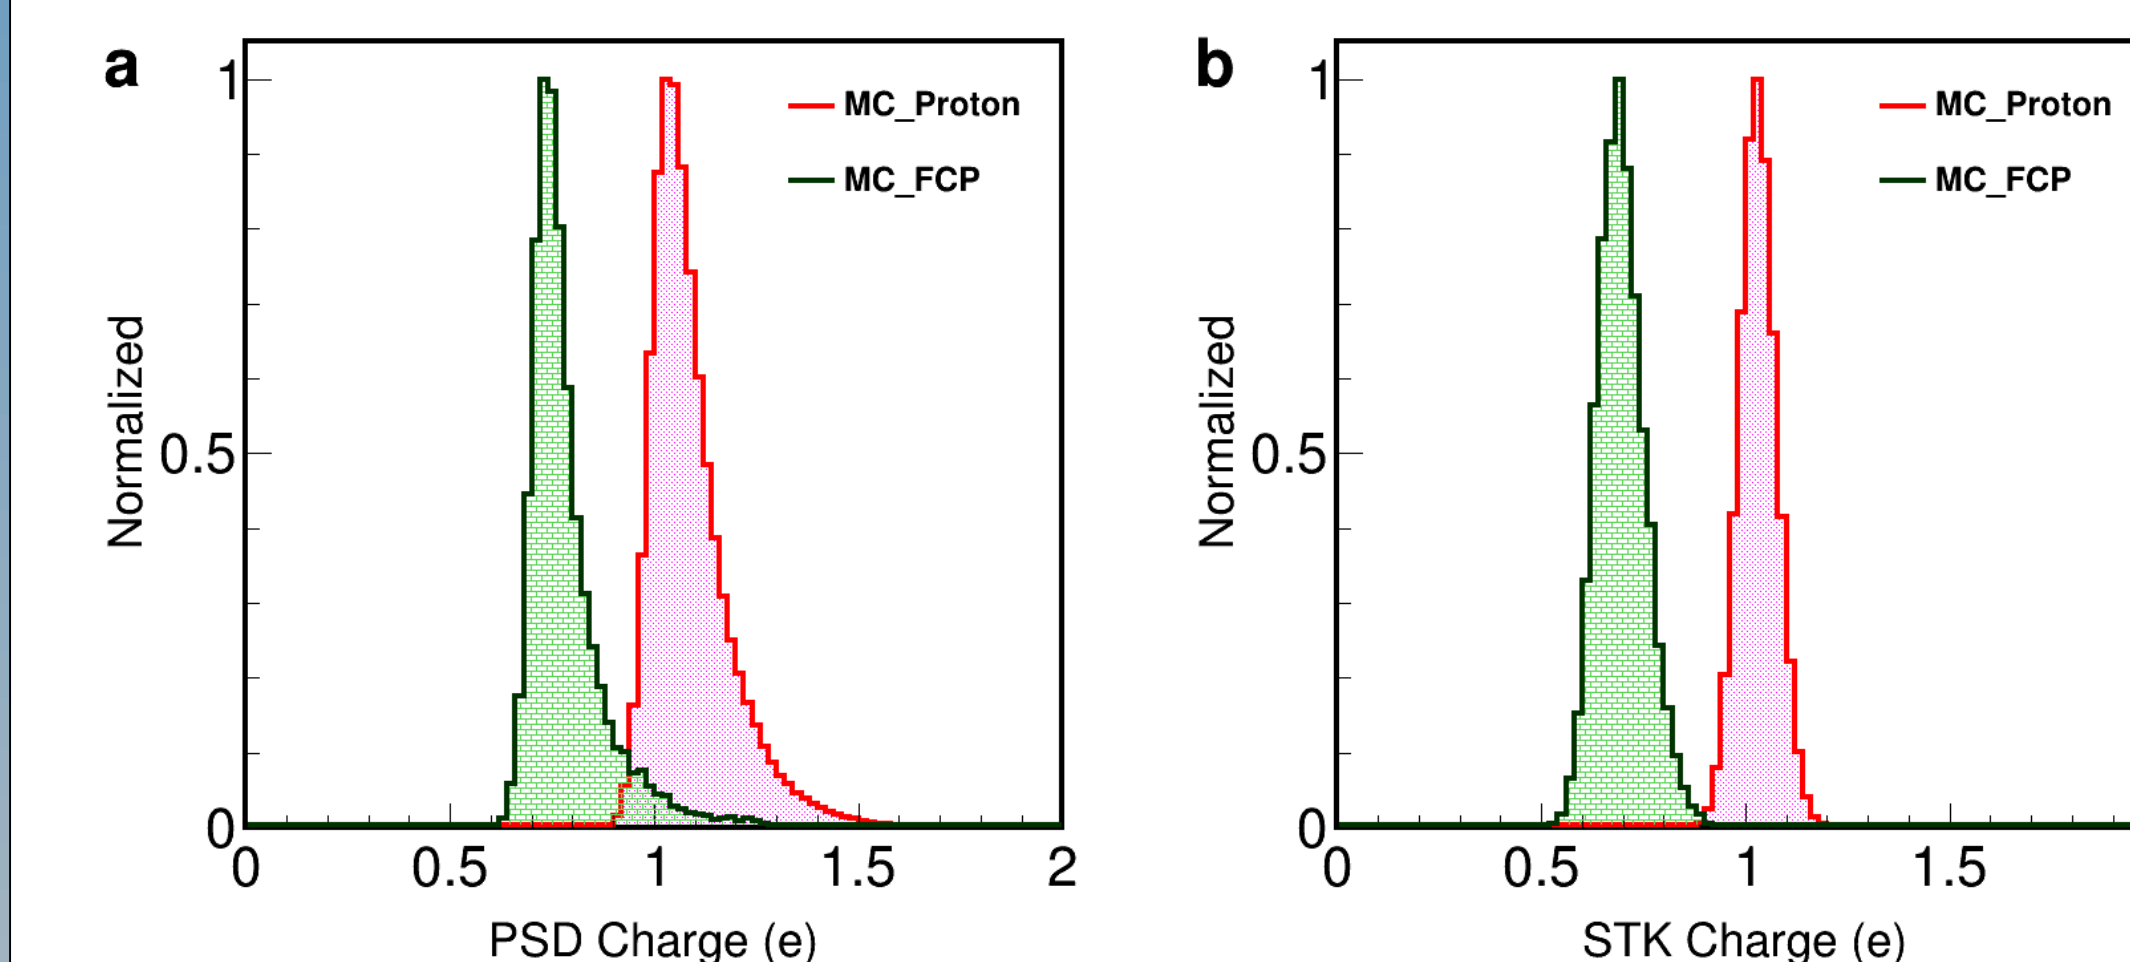 a
1
0.5
0
Normalized
MC_Proton
MC_FCP
0 0.5 1 1.5 2
PSD Charge (e)
b
1
0.5
0
Normalized
MC_Proton
MC_FCP
0 0.5 1 1.5
STK Charge (e)